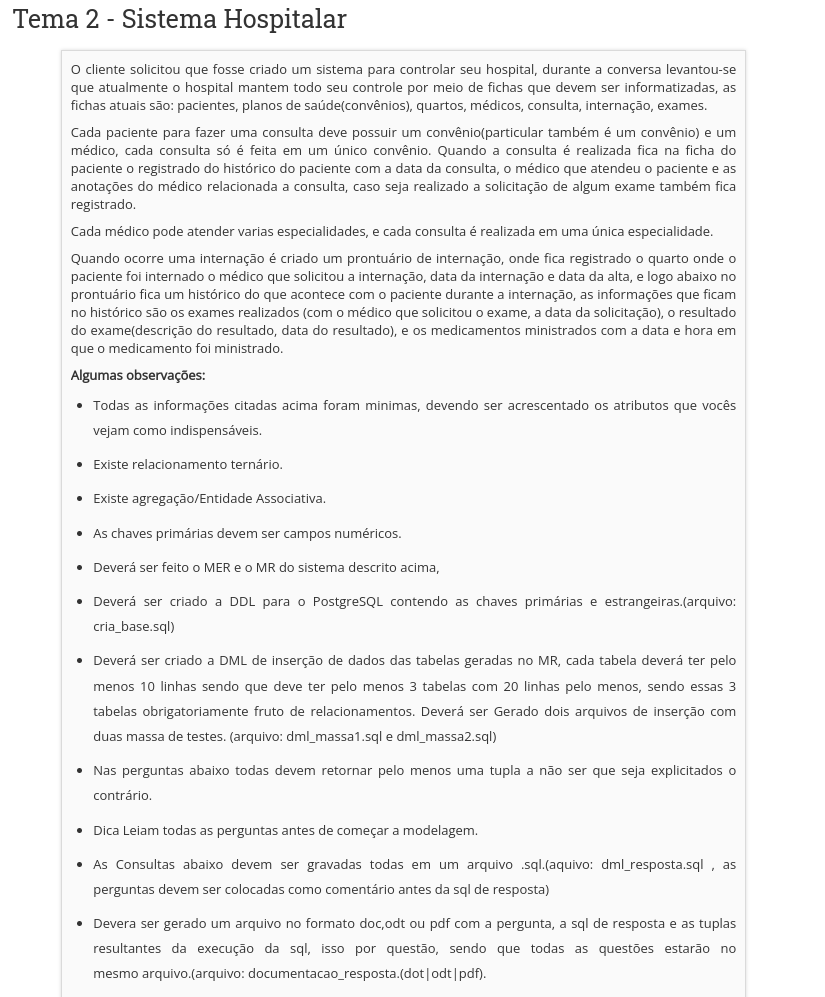 Tema 2 - Sistema Hospitalar
O cliente solicitou que fosse criado um sistema para controlar seu hospital, durante a conversa levantou-se
que atualmente o hospital mantem todo seu controle por meio de fichas que devem ser informatizadas, as
fichas atuais são: pacientes, planos de saúde(convênios), quartos, médicos, consulta, internação, exames.
Cada paciente para fazer uma consulta deve possuir um convênio(particular também é um convênio) e um
médico, cada consulta só é feita em um único convênio. Quando a consulta é realizada fica na ficha do
paciente o registrado do histórico do paciente com a data da consulta, o médico que atendeu o paciente e as
anotações do médico relacionada a consulta, caso seja realizado a solicitação de algum exame também fica
registrado.
Cada médico pode atender varias especialidades, e cada consulta é realizada em uma única especialidade.
Quando ocorre uma internação é criado um prontuário de internação, onde fica registrado o quarto onde o
paciente foi internado o médico que solicitou a internação, data da internação e data da alta, e logo abaixo no
prontuário fica um histórico do que acontece com o paciente durante a internação, as informações que ficam
no histórico são os exames realizados (com o médico que solicitou o exame, a data da solicitação), o resultado
do exame(descrição do resultado, data do resultado), e os medicamentos ministrados com a data e hora em
que o medicamento foi ministrado.
Algumas observações:
• Todas as informações citadas acima foram minimas, devendo ser acrescentado os atributos que vocês
vejam como indispensáveis.
• Existe relacionamento ternário.
• Existe agregação/Entidade Associativa.
• As chaves primárias devem ser campos numéricos.
• Deverá ser feito o MER e o MR do sistema descrito acima,
• Deverá ser criado a DDL para o PostgreSQL contendo as chaves primárias e estrangeiras.(arquivo:
cria_base.sql)
• Deverá ser criado a DML de inserção de dados das tabelas geradas no MR, cada tabela deverá ter pelo
menos 10 linhas sendo que deve ter pelo menos 3 tabelas com 20 linhas pelo menos, sendo essas 3
tabelas obrigatoriamente fruto de relacionamentos. Deverá ser Gerado dois arquivos de inserção com
duas massa de testes. (arquivo: dml_massa1.sql e dml_massa2.sql)
• Nas perguntas abaixo todas devem retornar pelo menos uma tupla a não ser que seja explicitados o
contrário.
• Dica Leiam todas as perguntas antes de começar a modelagem.
• As Consultas abaixo devem ser gravadas todas em um arquivo .sql.(aquivo: dml_resposta.sql , as
perguntas devem ser colocadas como comentário antes da sql de resposta)
• Devera ser gerado um arquivo no formato doc,odt ou pdf com a pergunta, a sql de resposta e as tuplas
resultantes da execução da sql, isso por questão, sendo que todas as questões estarão no
mesmo arquivo.(arquivo: documentacao_resposta.(dot|odt|pdf).